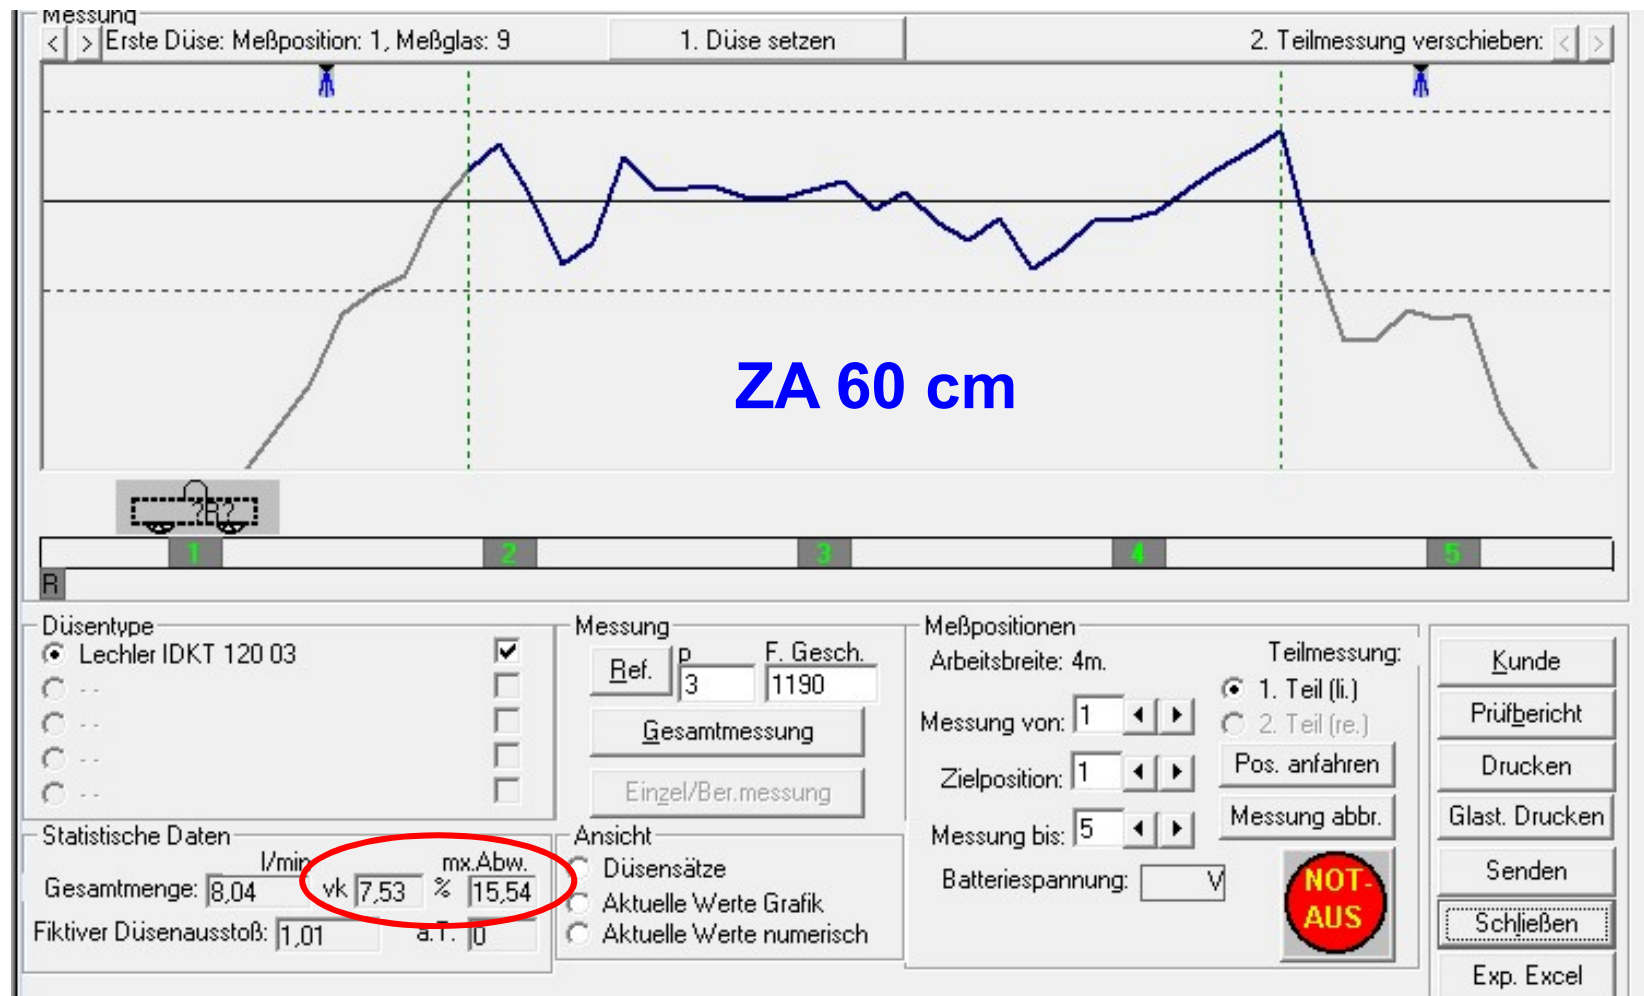 Messung
< > Erste Düse: Meßposition: 1, Meßglas: 9 1. Düse setzen 2. Teilmessung verschieben: < >
ZA 60 cm
?R?
1 2 3 4 5
R
Düsentype
Lechler IDKT 120 03
- -
- -
- -
- -
Messung
p F. Gesch.
Ref. 3 1190
Gesamtmessung
Einzel/Ber.messung
Meßpositionen
Arbeitsbreite: 4m.
Teilmessung:
1. Teil (li.)
2. Teil (re.)
Messung von: 1
Zielposition: 1
Pos. anfahren
Messung bis: 5
Messung abbr.
Batteriespannung: V
NOT-
AUS
Kunde
Prüfbericht
Drucken
Glast. Drucken
Senden
Schließen
Exp. Excel
Statistische Daten
l/min mx.Abw.
Gesamtmenge: 8,04 vk 7,53 % 15,54
Fiktiver Düsenausstoß: 1,01 a.T. 0
Ansicht
Düsensätze
Aktuelle Werte Grafik
Aktuelle Werte numerisch